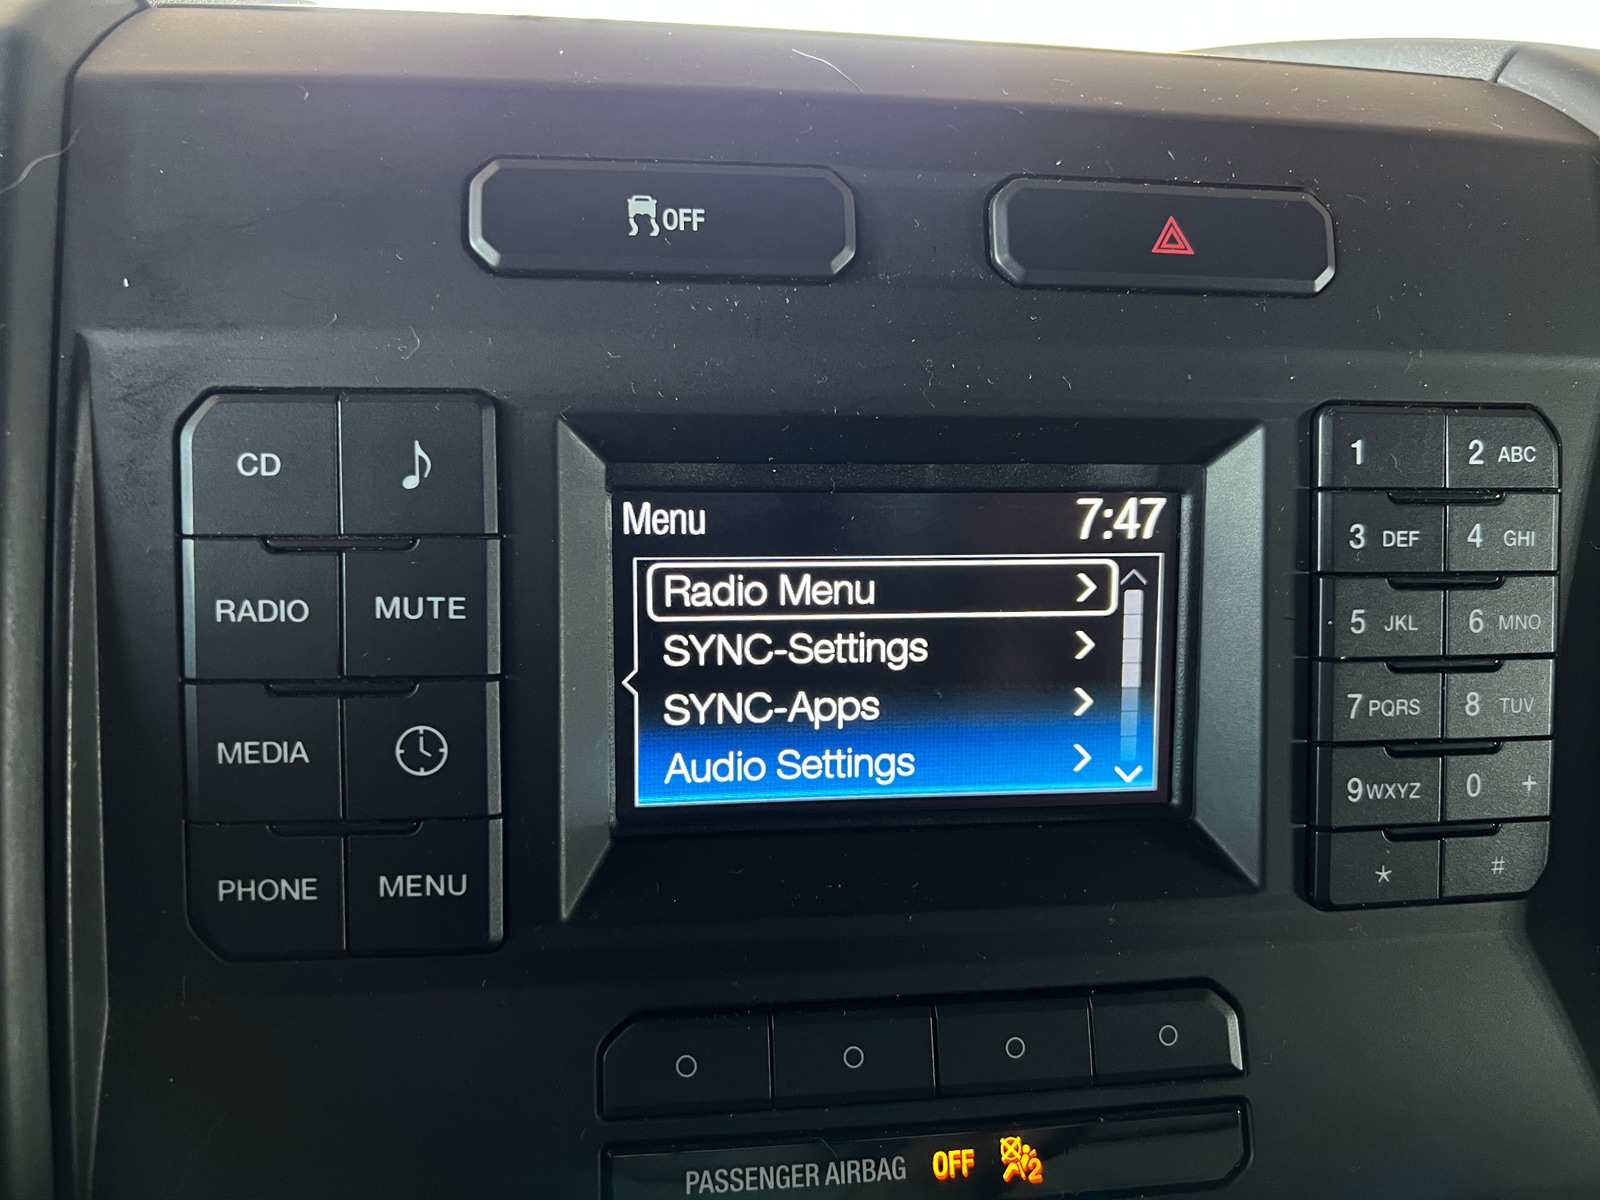 OFF
CD
RADIO MUTE
MEDIA
PHONE MENU
Menu 7:47
Radio Menu
SYNC-Settings
SYNC-Apps
Audio Settings
1 2 ABC
3 DEF 4 GHI
5 JKL 6 MNO
7 PQRS 8 TUV
9 WXYZ 0 +
* #
PASSENGER AIRBAG OFF 2